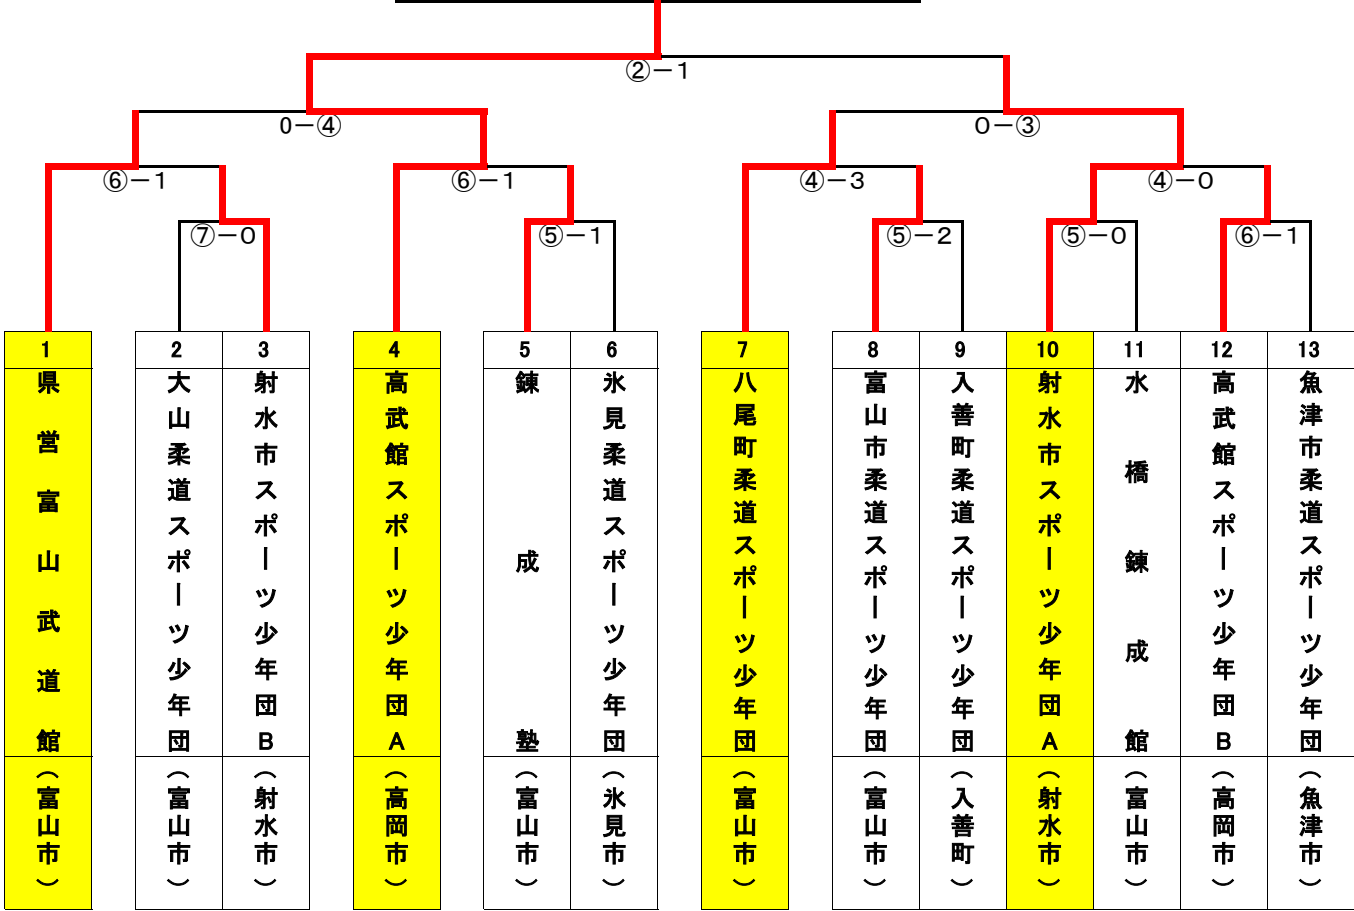 ②－1
0－④
0－③
⑥－1
⑥－1
④－3
④－0
⑦－0
⑤－1
⑤－2
⑤－0
⑥－1
1
県営富山武道館
（富山市）
2
大山柔道スポーツ少年団
（富山市）
3
射水市スポーツ少年団B
（射水市）
4
高武館スポーツ少年団A
（高岡市）
5
錬成塾
（富山市）
6
氷見柔道スポーツ少年団
（氷見市）
7
八尾町柔道スポーツ少年団
（富山市）
8
富山市柔道スポーツ少年団
（富山市）
9
入善町柔道スポーツ少年団
（入善町）
10
射水市スポーツ少年団A
（射水市）
11
水橋錬成館
（富山市）
12
高武館スポーツ少年団B
（高岡市）
13
魚津市柔道スポーツ少年団
（魚津市）